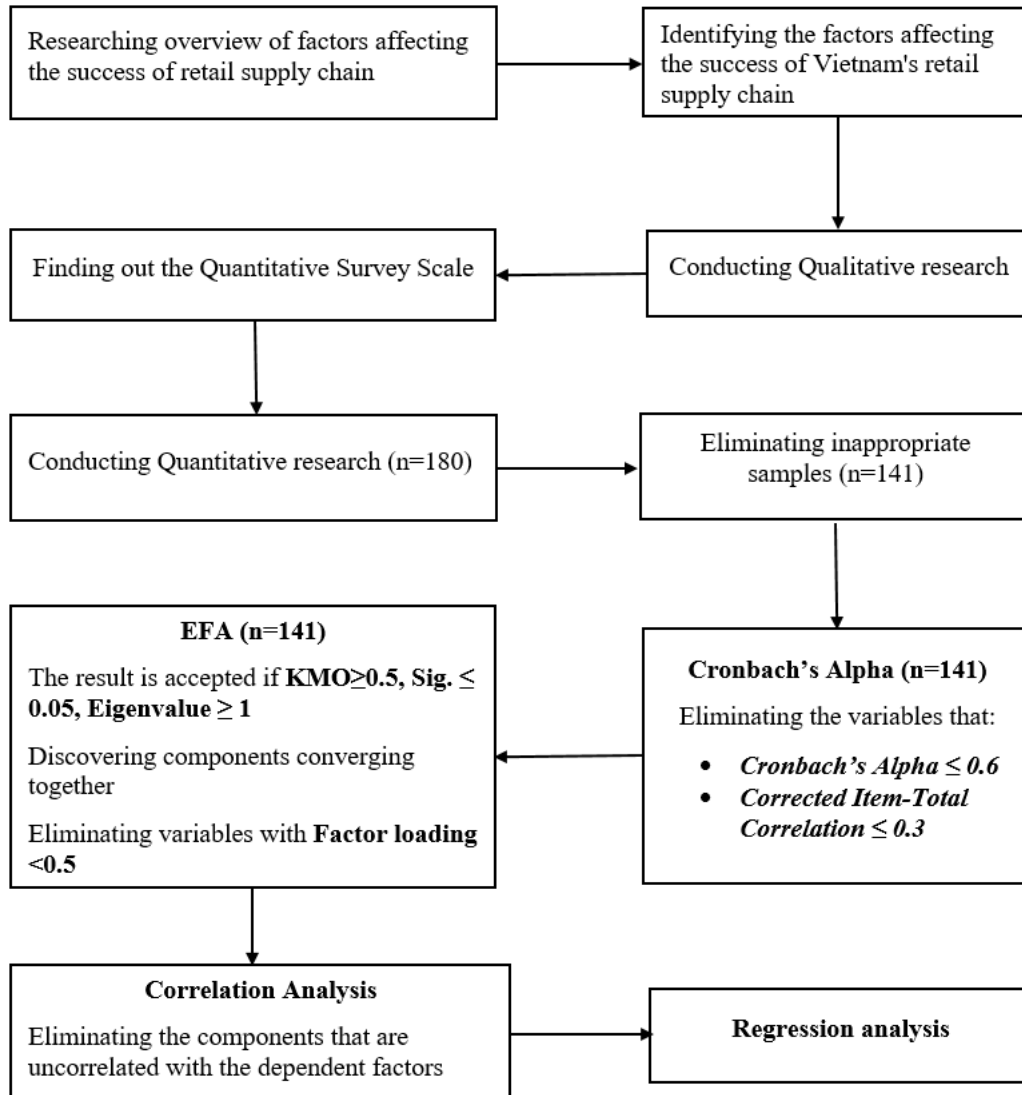 Researching overview of factors affecting
the success of retail supply chain
Identifying the factors affecting
the success of Vietnam's retail
supply chain
Conducting Qualitative research
Finding out the Quantitative Survey Scale
Conducting Quantitative research (n=180)
Eliminating inappropriate
samples (n=141)
Cronbach’s Alpha (n=141)
Eliminating the variables that:
• Cronbach’s Alpha ≤ 0.6
• Corrected Item-Total
Correlation ≤ 0.3
EFA (n=141)
The result is accepted if KMO≥0.5, Sig. ≤
0.05, Eigenvalue ≥ 1
Discovering components converging
together
Eliminating variables with Factor loading
<0.5
Correlation Analysis
Eliminating the components that are
uncorrelated with the dependent factors
Regression analysis